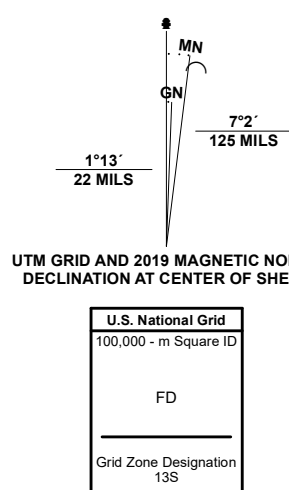 MN
GN
7°2´
125 MILS
1°13´
22 MILS
UTM GRID AND 2019 MAGNETIC NO
DECLINATION AT CENTER OF SHE
U.S. National Grid
100,000 - m Square ID
FD
Grid Zone Designation
13S